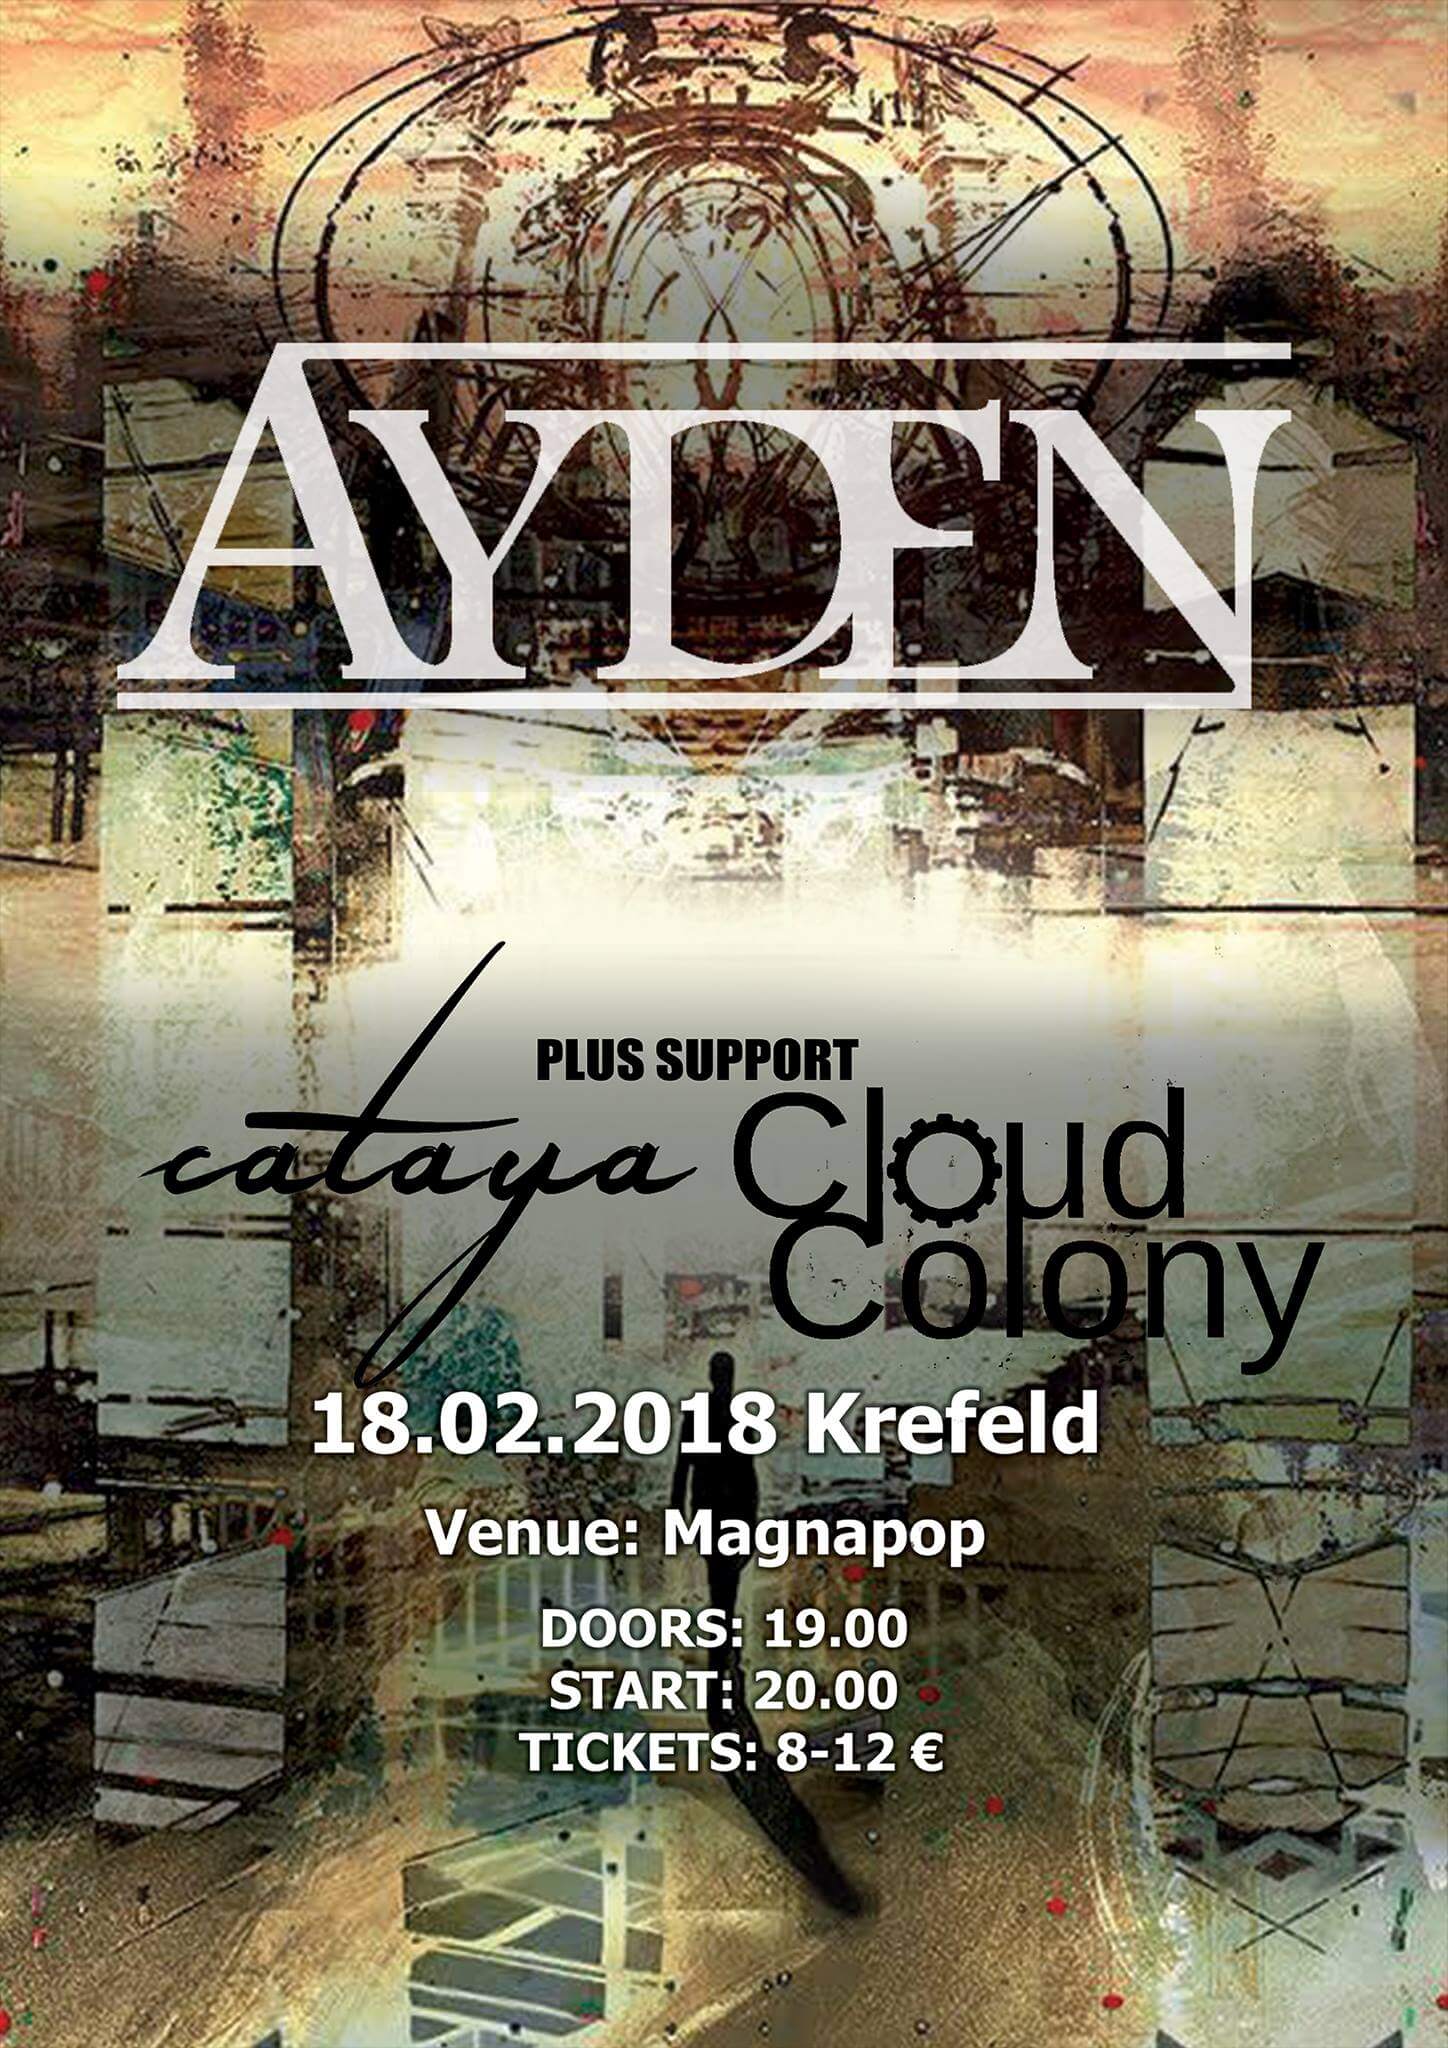 AYDEN
PLUS SUPPORT
cataya
Cloud
Colony
18.02.2018 Krefeld
Venue: Magnapop
DOORS: 19.00
START: 20.00
TICKETS: 8-12 €